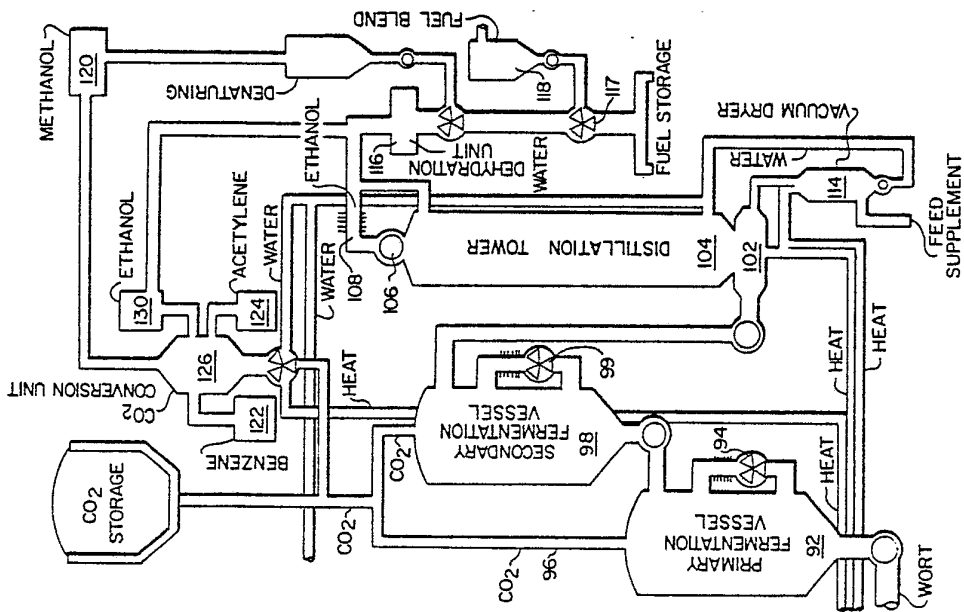 METHANOL
120
FUEL BLEND
118
DENATURING
117
FUEL STORAGE
116
DEHYDRATION
UNIT
WATER
ETHANOL
ETHANOL
130
ACETYLENE
124
WATER
WATER
108
106
CO2 CONVERSION UNIT
126
122
BENZENE
CO2
STORAGE
HEAT
DISTILLATION
TOWER
104
102
VACUUM DRYER
WATER
114
FEED
SUPPLEMENT
99
SECONDARY
FERMENTATION
VESSEL
98
CO2
HEAT
HEAT
94
CO2
CO2
96
PRIMARY
FERMENTATION
VESSEL
92
HEAT
WORT